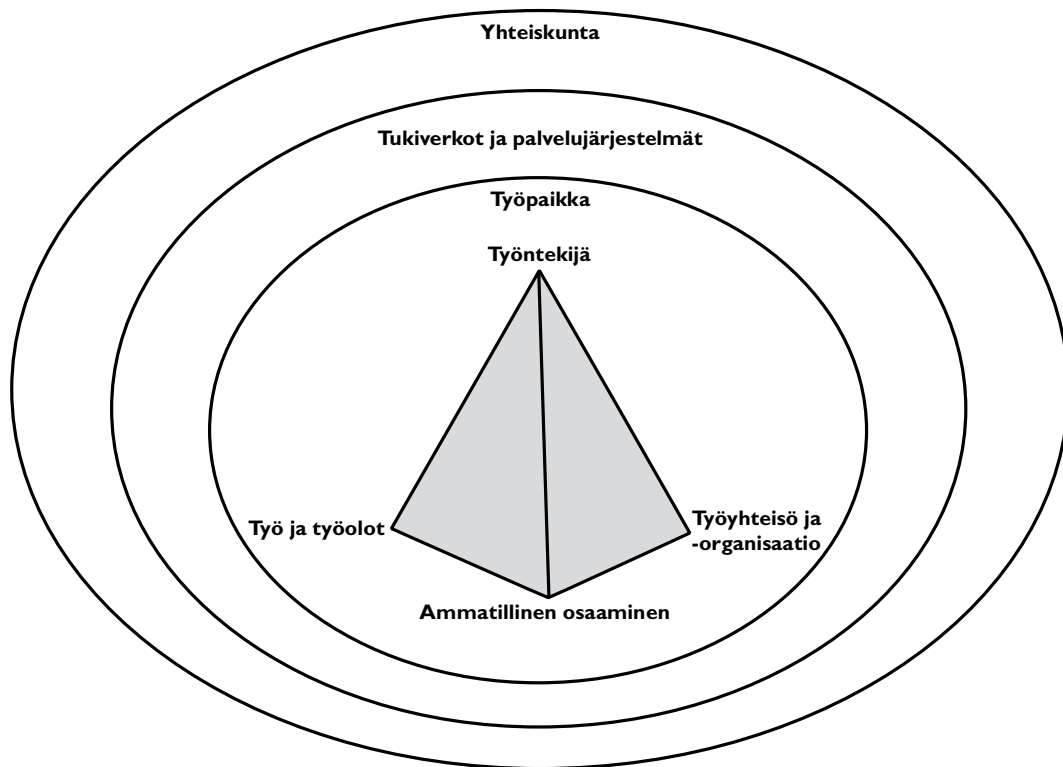 Yhteiskunta
Tukiverkot ja palvelujärjestelmät
Työpaikka
Työntekijä
Työ ja työolot
Työyhteisö ja
-organisaatio
Ammatillinen osaaminen